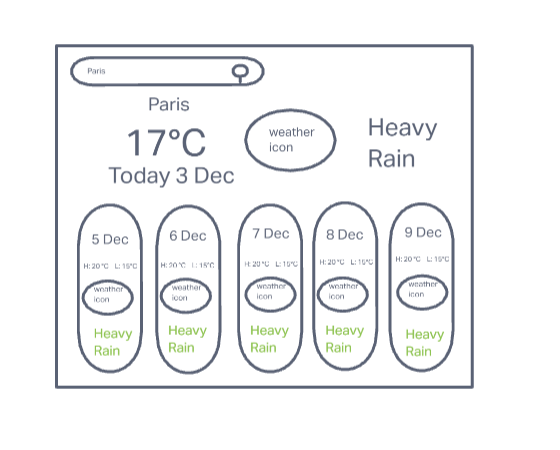 Paris
Paris
17°C
Today 3 Dec
weather
icon
Heavy
Rain
5 Dec
H: 20°C L: 15°C
weather
icon
Heavy
Rain
6 Dec
H: 20°C L: 15°C
weather
icon
Heavy
Rain
7 Dec
H: 20°C L: 15°C
weather
icon
Heavy
Rain
8 Dec
H: 20°C L: 15°C
weather
icon
Heavy
Rain
9 Dec
H: 20°C L: 15°C
weather
icon
Heavy
Rain